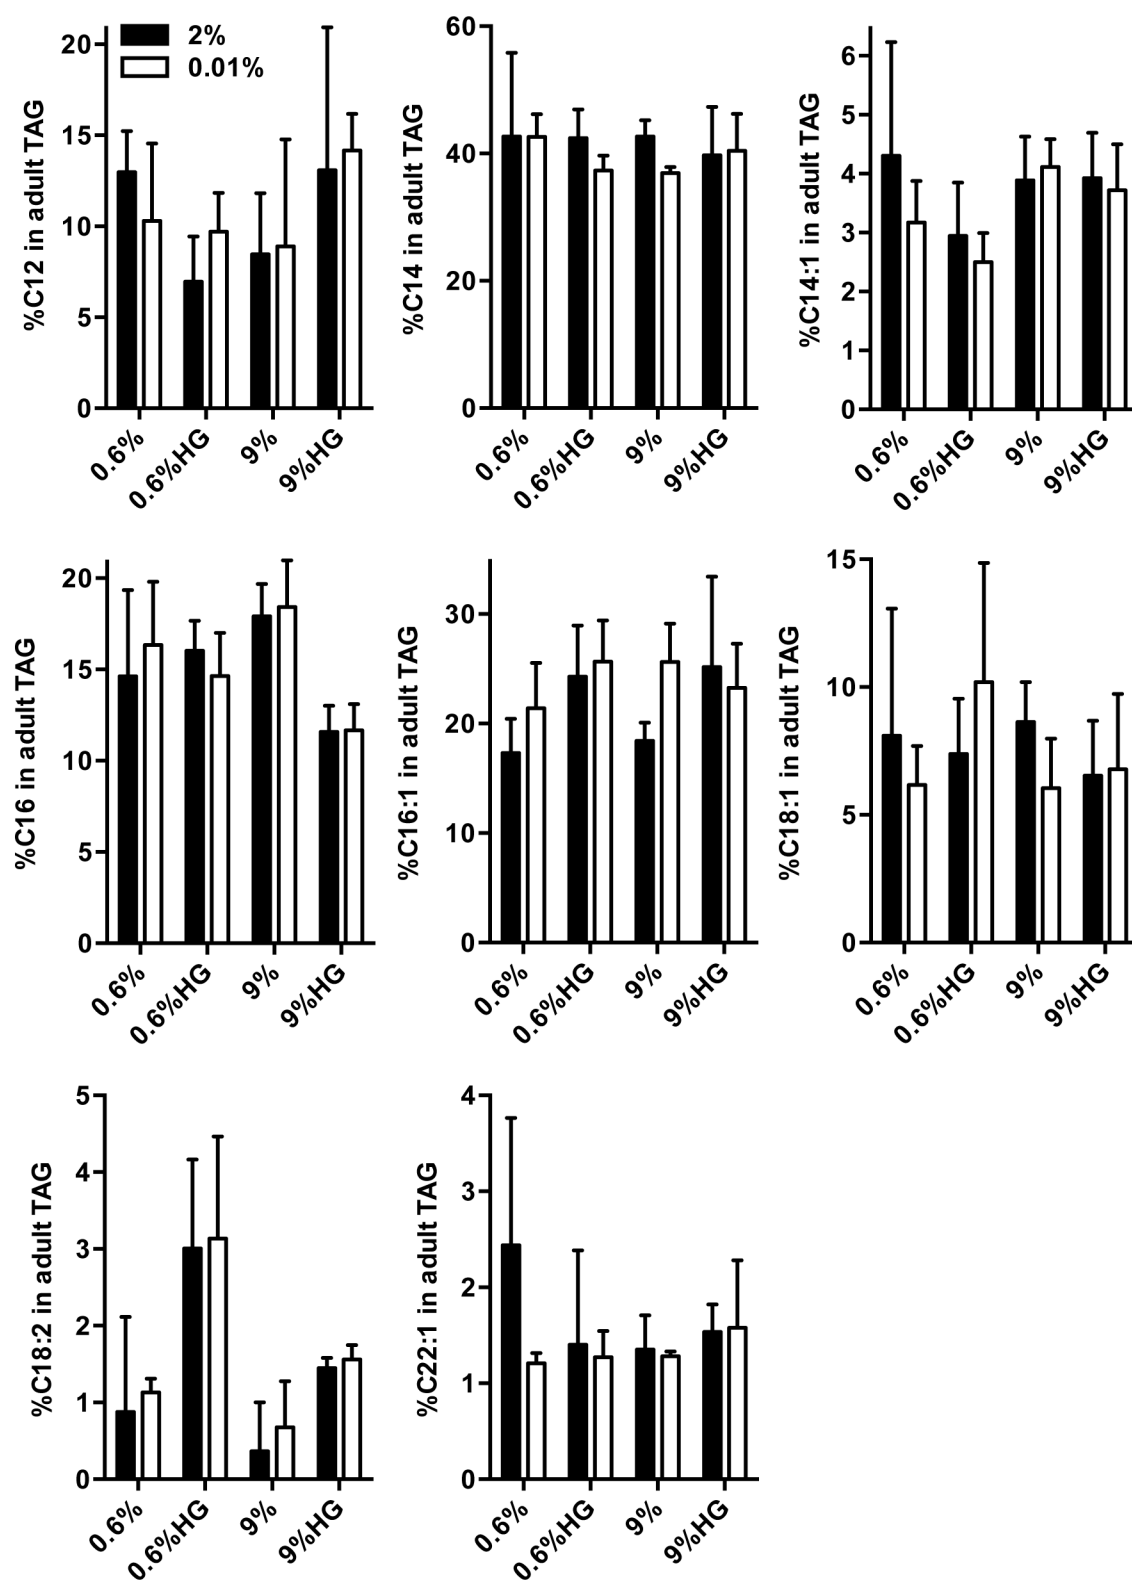 %C12 in adult TAG
20
15
10
5
0
2%
0.01%
0.6%
0.6%HG
9%
9%HG
%C14 in adult TAG
60
40
20
0
0.6%
0.6%HG
9%
9%HG
%C14:1 in adult TAG
6
5
4
3
2
1
0
0.6%
0.6%HG
9%
9%HG
%C16 in adult TAG
20
15
10
5
0
0.6%
0.6%HG
9%
9%HG
%C16:1 in adult TAG
30
20
10
0
0.6%
0.6%HG
9%
9%HG
%C18:1 in adult TAG
15
10
5
0
0.6%
0.6%HG
9%
9%HG
%C18:2 in adult TAG
5
4
3
2
1
0
0.6%
0.6%HG
9%
9%HG
%C22:1 in adult TAG
4
3
2
1
0
0.6%
0.6%HG
9%
9%HG